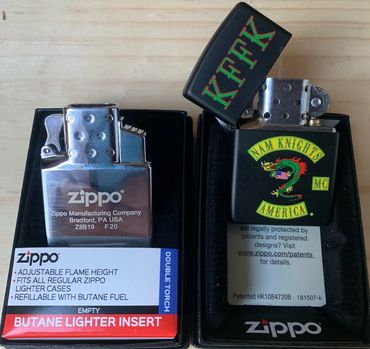 zippo
Zippo Manufacturing Company
Bradford, PA USA
Z8B19 F 20
zippo
• ADJUSTABLE FLAME HEIGHT
• FITS ALL REGULAR ZIPPO
LIGHTER CASES
• REFILLABLE WITH BUTANE FUEL
EMPTY
BUTANE LIGHTER INSERT
DOUBLE TORCH
KFFK
NAM KNIGHTS
MC
AMERICA
are legally protected by
patents and registered
designs? Visit
www.zippo.com/patents
for details.
Patented HK1084720B 181507-k
zippo